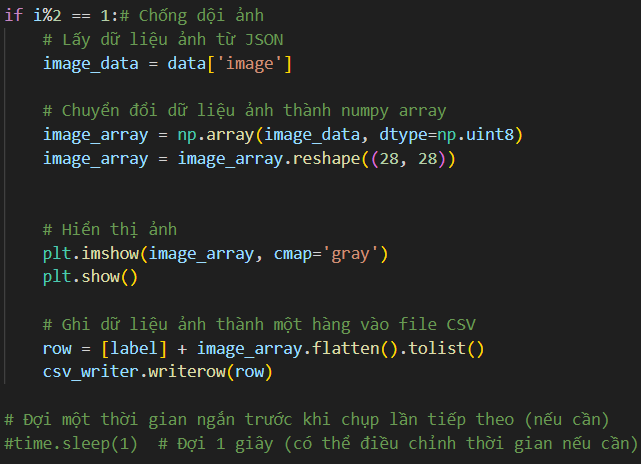 if i%2 == 1:# Chống dội ảnh
    # Lấy dữ liệu ảnh từ JSON
    image_data = data['image']
    # Chuyển đổi dữ liệu ảnh thành numpy array
    image_array = np.array(image_data, dtype=np.uint8)
    image_array = image_array.reshape((28, 28))
    # Hiển thị ảnh
    plt.imshow(image_array, cmap='gray')
    plt.show()
    # Ghi dữ liệu ảnh thành một hàng vào file CSV
    row = [label] + image_array.flatten().tolist()
    csv_writer.writerow(row)
# Đợi một thời gian ngắn trước khi chụp lần tiếp theo (nếu cần)
#time.sleep(1)  # Đợi 1 giây (có thể điều chỉnh thời gian nếu cần)